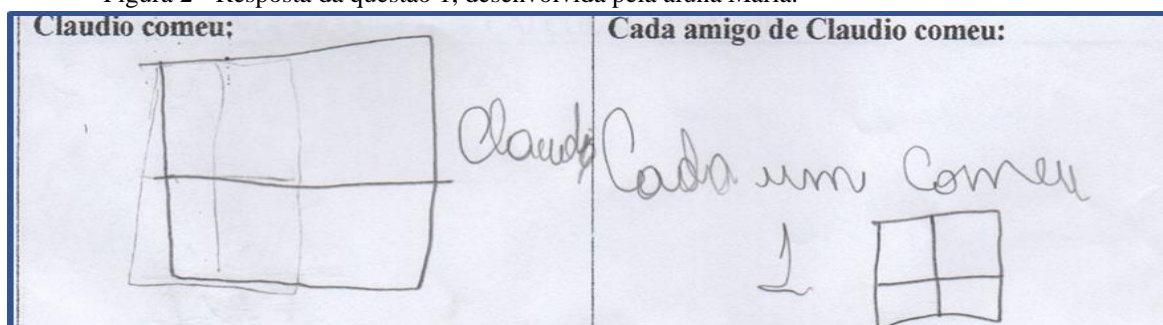 Figura 2 - Resposta da questão 1, desenvolvida pela aluna Maria.
Claudio comeu;
Cada amigo de Claudio comeu:
Claudio
Cada um Comeu
1